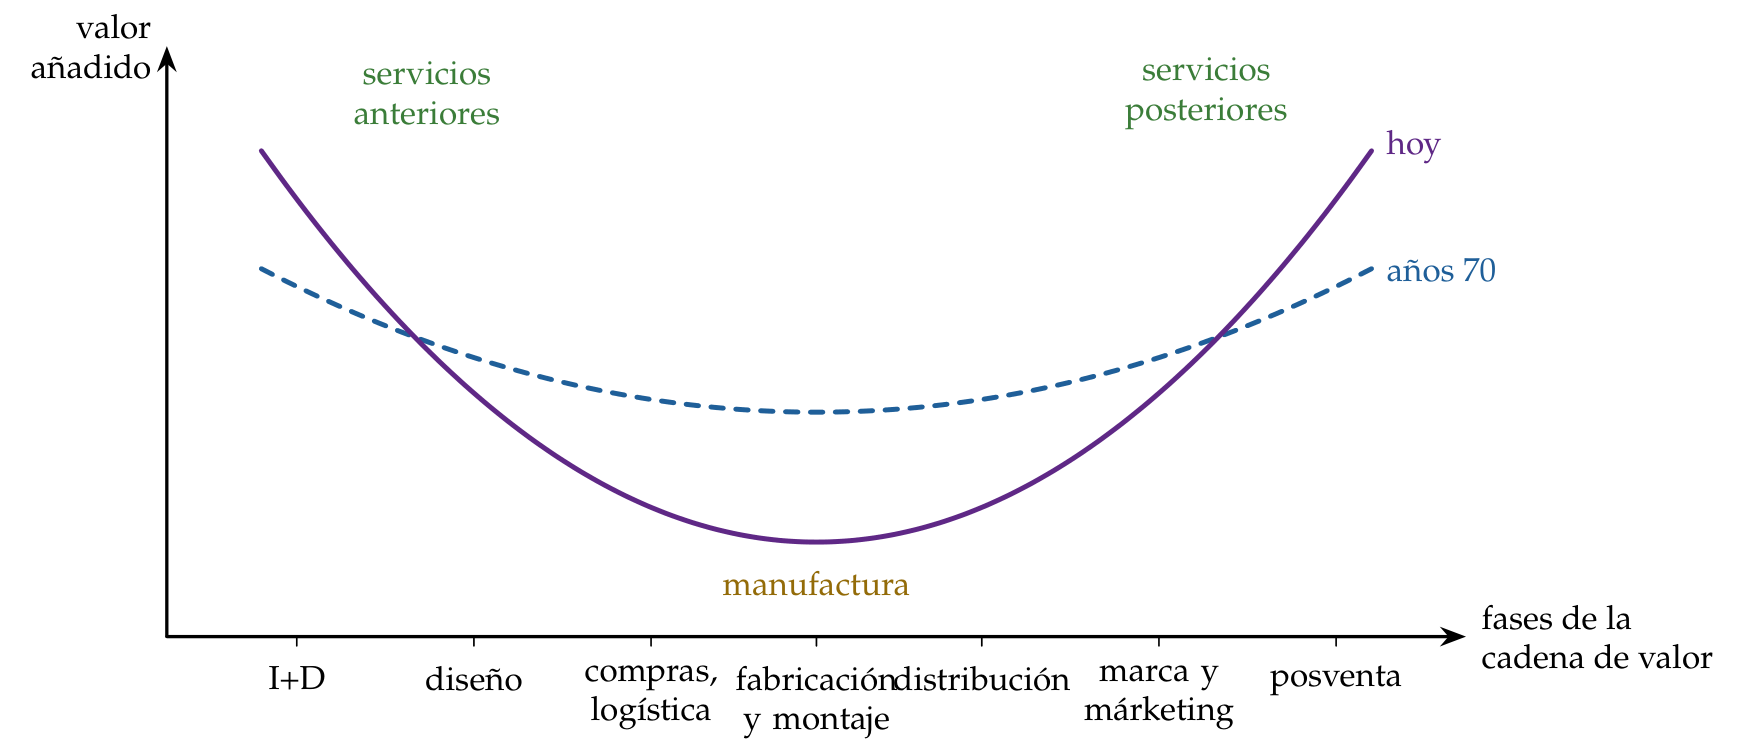 valor
añadido
servicios
anteriores
servicios
posteriores
hoy
años 70
manufactura
fases de la
cadena de valor
I+D
diseño
compras,
logística
fabricación
y montaje
distribución
marca y
márketing
posventa